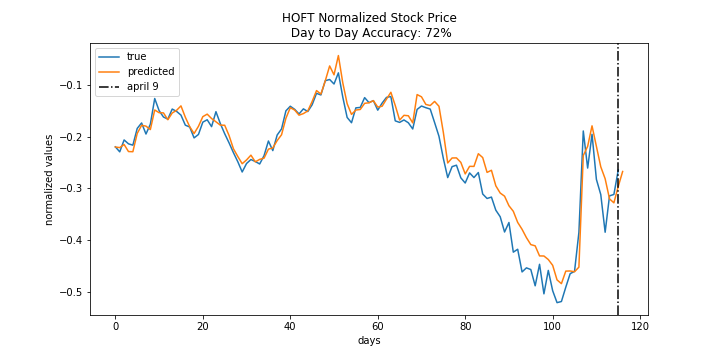 HOFT Normalized Stock Price
Day to Day Accuracy: 72%
true
predicted
april 9
normalized values
−0.1
−0.2
−0.3
−0.4
−0.5
0
20
40
60
80
100
120
days